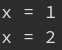 x = 1
x = 2